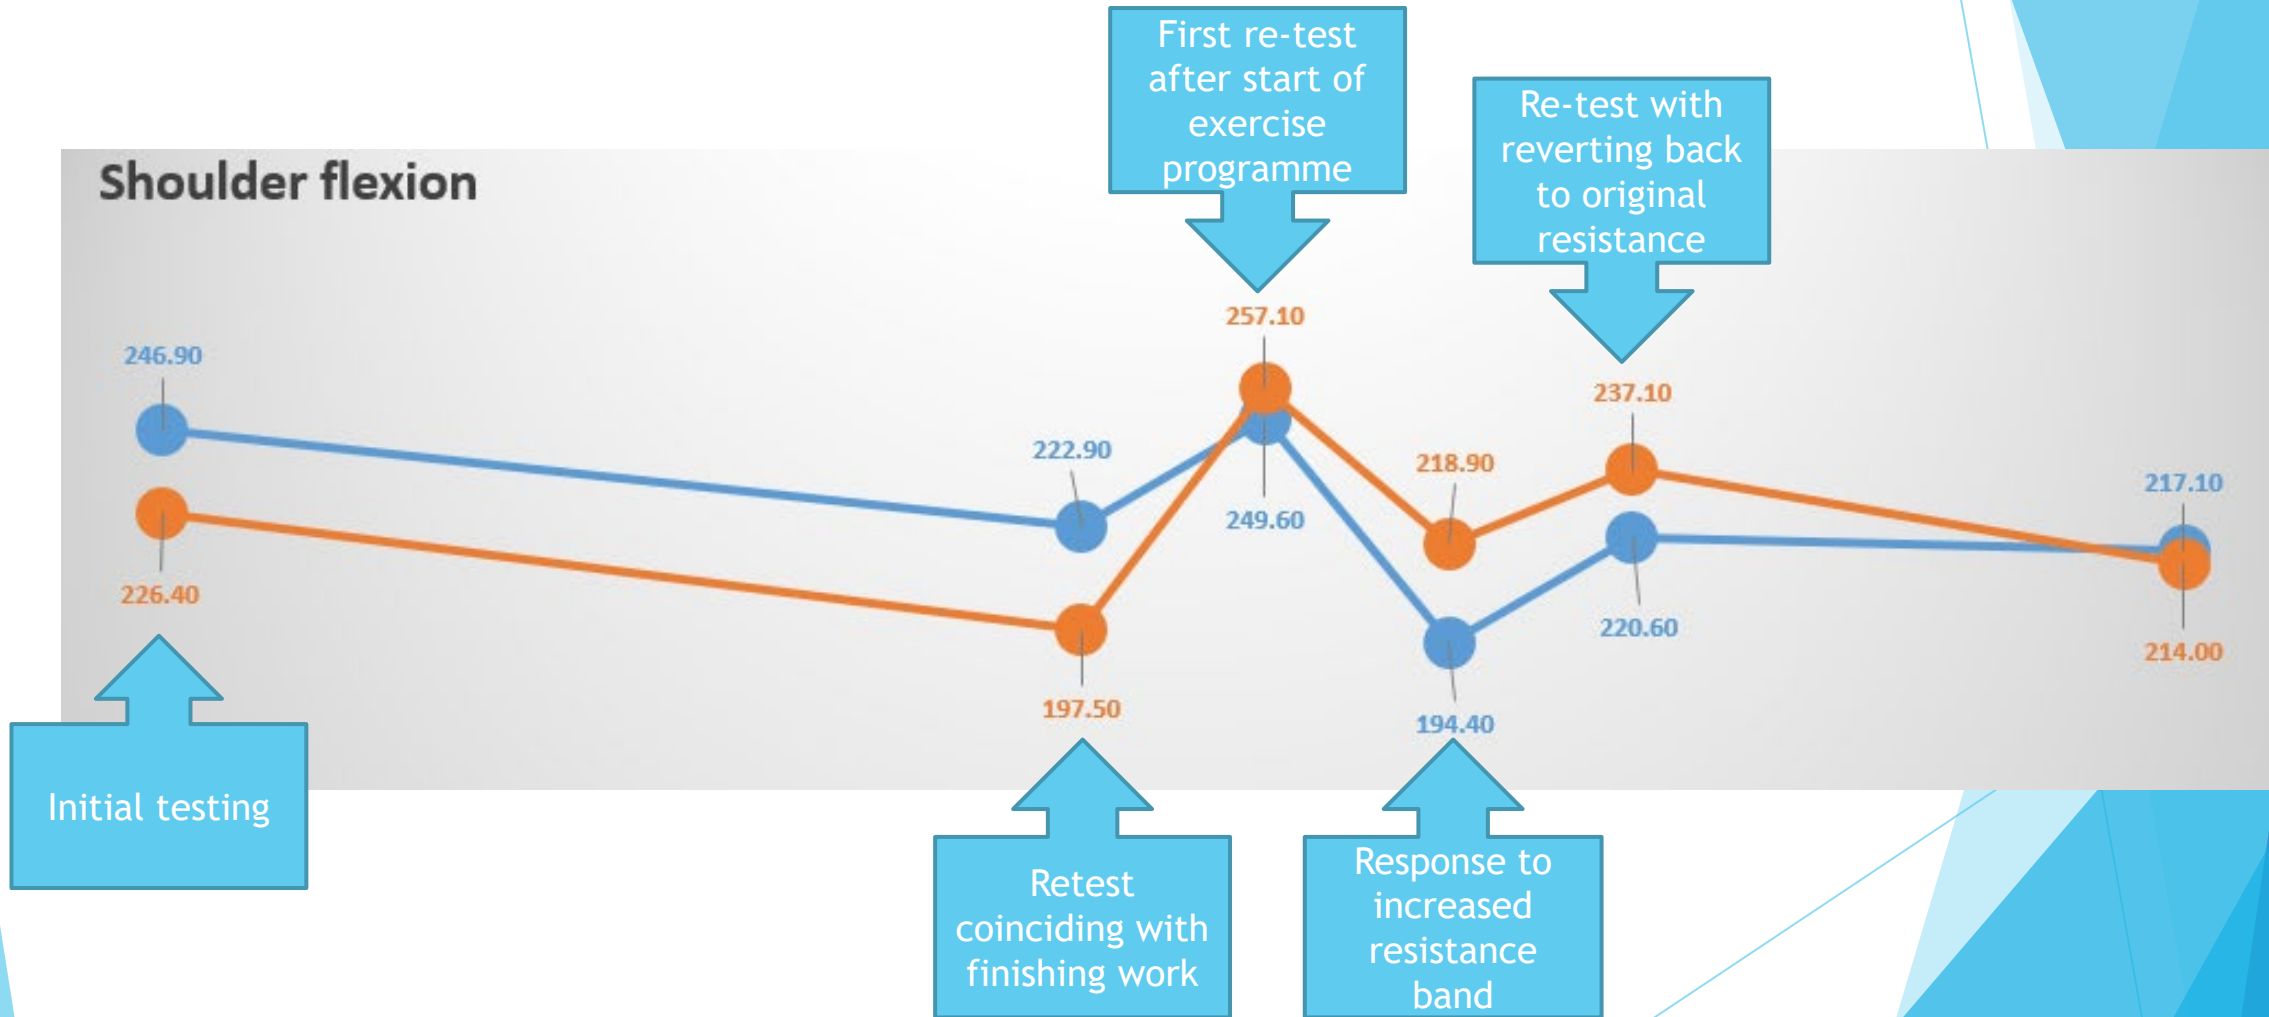 First re-test
after start of
exercise
programme
Re-test with
reverting back
to original
resistance
Shoulder flexion
257.10
246.90
237.10
222.90
218.90
217.10
249.60
226.40
220.60
214.00
197.50
194.40
Initial testing
Retest
coinciding with
finishing work
Response to
increased
resistance
band